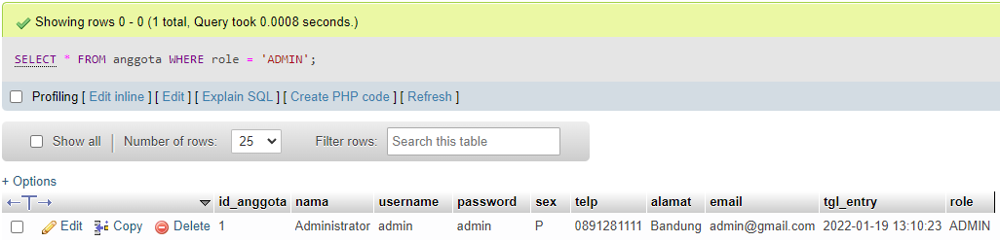 Showing rows 0 - 0 (1 total, Query took 0.0008 seconds.)
SELECT * FROM anggota WHERE role = 'ADMIN';
Profiling [ Edit inline ] [ Edit ] [ Explain SQL ] [ Create PHP code ] [ Refresh ]
Show all Number of rows: 25 Filter rows: Search this table
+ Options
←T→ id_anggota nama username password sex telp alamat email tgl_entry role
Edit Copy Delete 1 Administrator admin admin P 0891281111 Bandung admin@gmail.com 2022-01-19 13:10:23 ADMIN